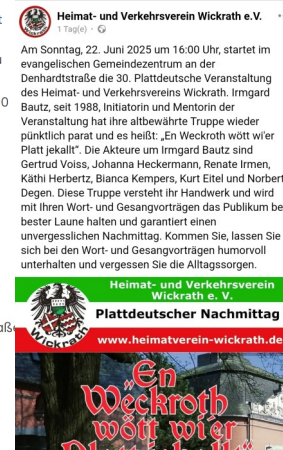 Heimat- und Verkehrsverein Wickrath e.V.
1 Tag(e) ·
Am Sonntag, 22. Juni 2025 um 16:00 Uhr, startet im
evangelischen Gemeindezentrum an der
Denhardtstraße die 30. Plattdeutsche Veranstaltung
des Heimat- und Verkehrsvereins Wickrath. Irmgard
Bautz, seit 1988, Initiatorin und Mentorin der
Veranstaltung hat ihre altbewährte Truppe wieder
pünktlich parat und es heißt: „En Weckroth wött wi'er
Platt jekallt“. Die Akteure um Irmgard Bautz sind
Gertrud Voiss, Johanna Heckermann, Renate Irmen,
Käthi Herbertz, Bianca Kempers, Kurt Eitel und Norbert
Degen. Diese Truppe versteht ihr Handwerk und wird
mit Ihren Wort- und Gesangvorträgen das Publikum be
bester Laune halten und garantiert einen
unvergesslichen Nachmittag. Kommen Sie, lassen Sie
sich bei den Wort- und Gesangvorträgen humorvoll
unterhalten und vergessen Sie die Alltagssorgen.
Heimat- und Verkehrsverein
Wickrath e. V.
Plattdeutscher Nachmittag
Wickrath
www.heimatverein-wickrath.de
„En
Weckroth
wött wier